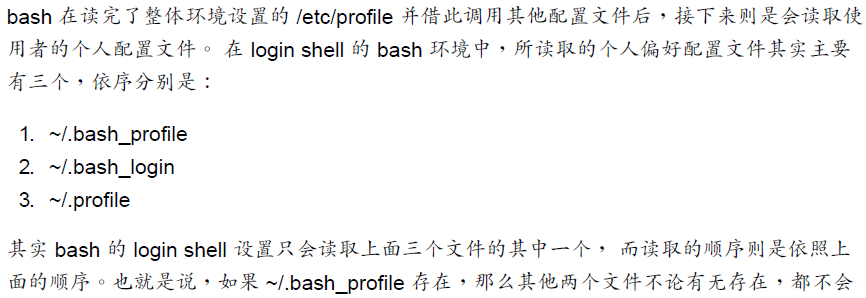 bash 在读完了整体环境设置的 /etc/profile 并借此调用其他配置文件后，接下来则是会读取使
用者的个人配置文件。 在 login shell 的 bash 环境中，所读取的个人偏好配置文件其实主要
有三个，依序分别是：
1. ~/.bash_profile
2. ~/.bash_login
3. ~/.profile
其实 bash 的 login shell 设置只会读取上面三个文件的其中一个， 而读取的顺序则是依照上
面的顺序。也就是说，如果 ~/.bash_profile 存在，那么其他两个文件不论有无存在，都不会